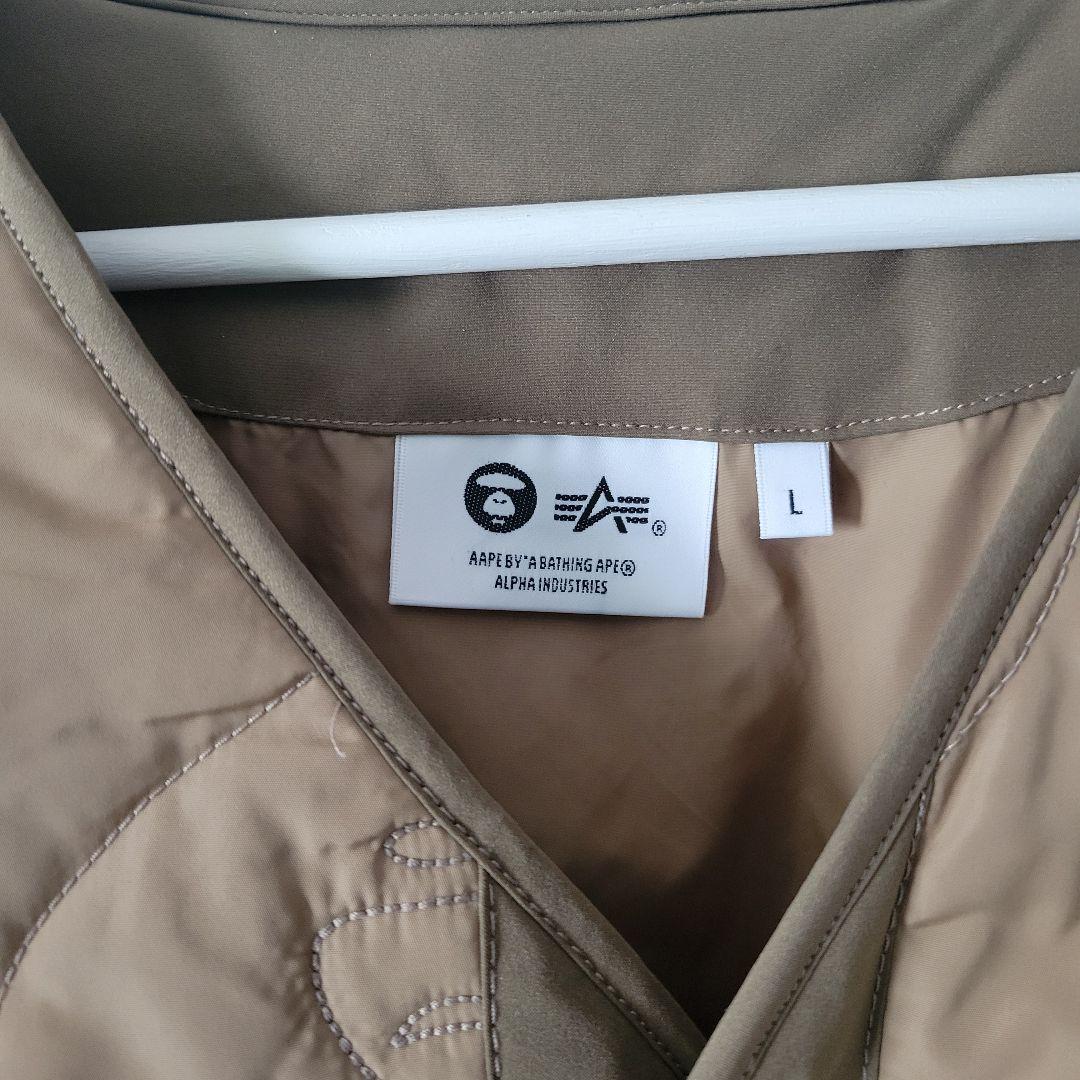 ®
AAPE BY *A BATHING APE®
ALPHA INDUSTRIES
L